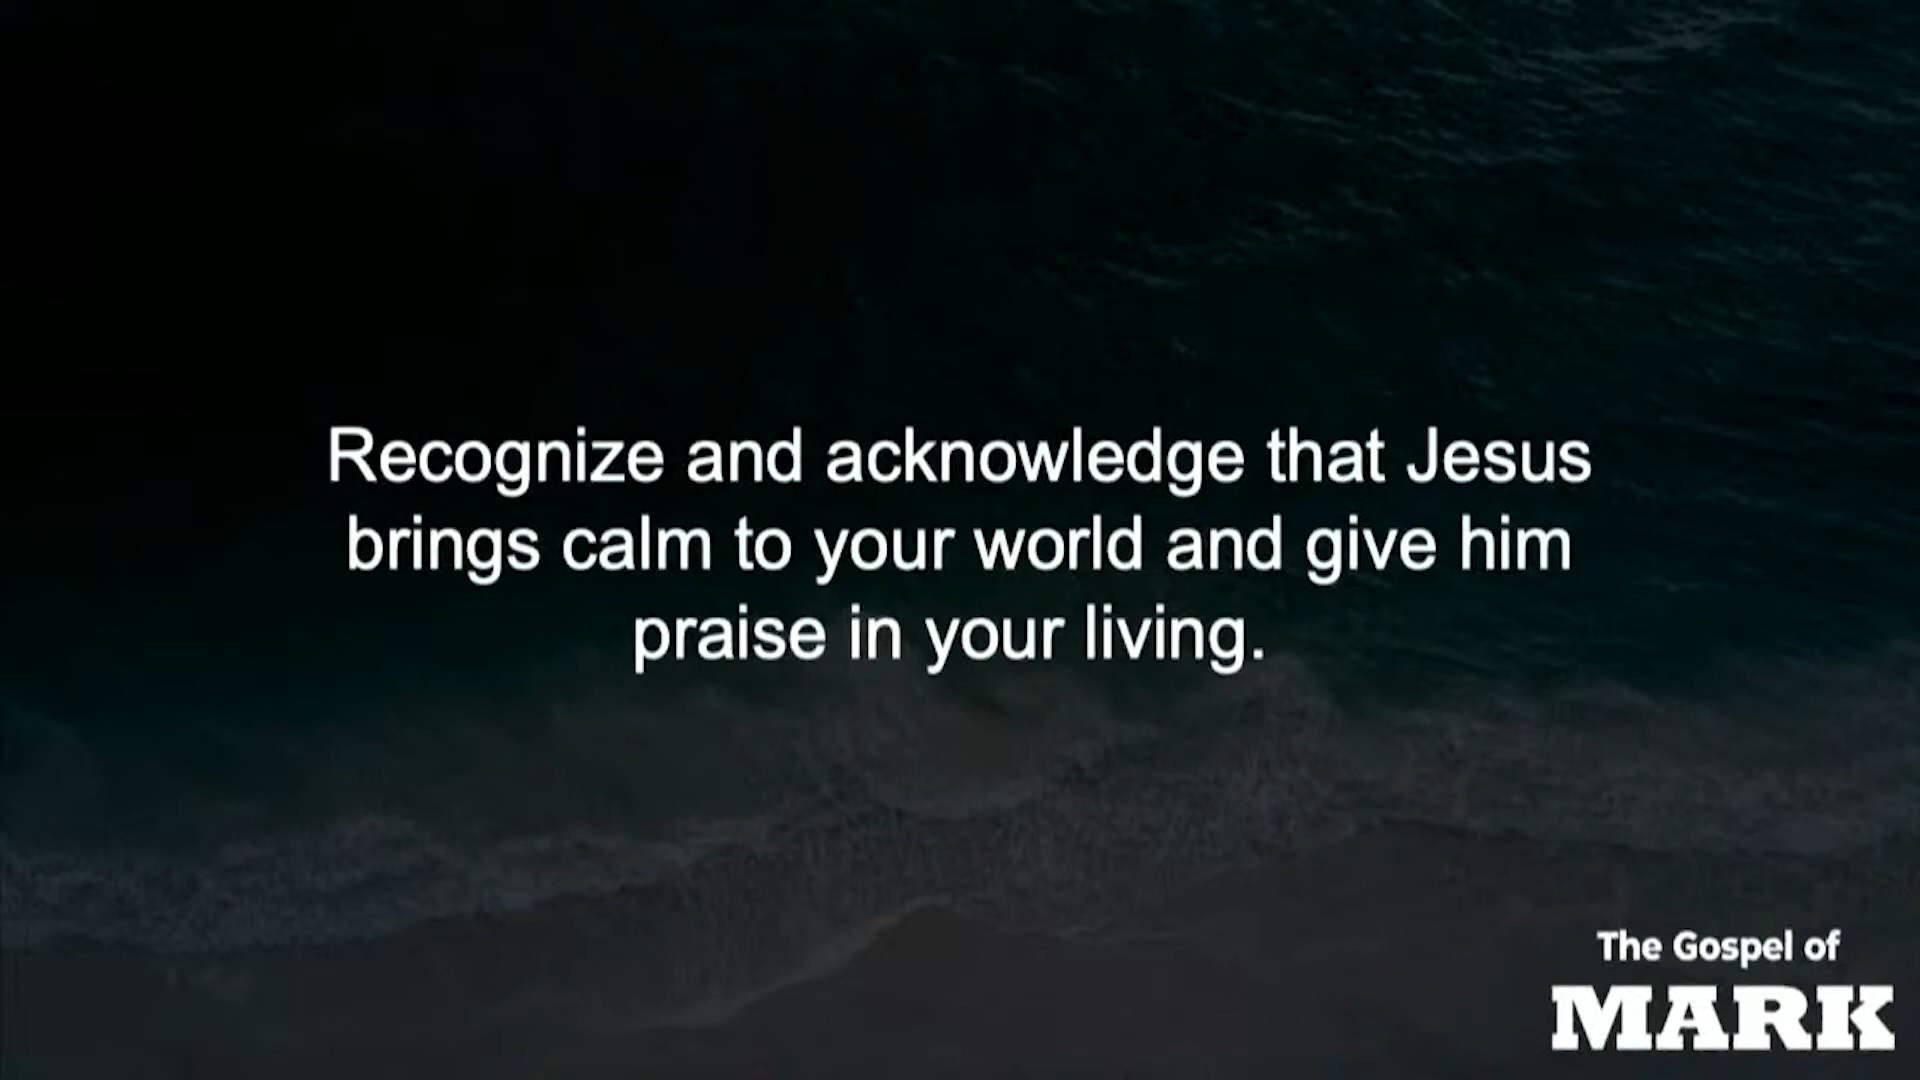 Recognize and acknowledge that Jesus
brings calm to your world and give him
praise in your living.
The Gospel of
MARK